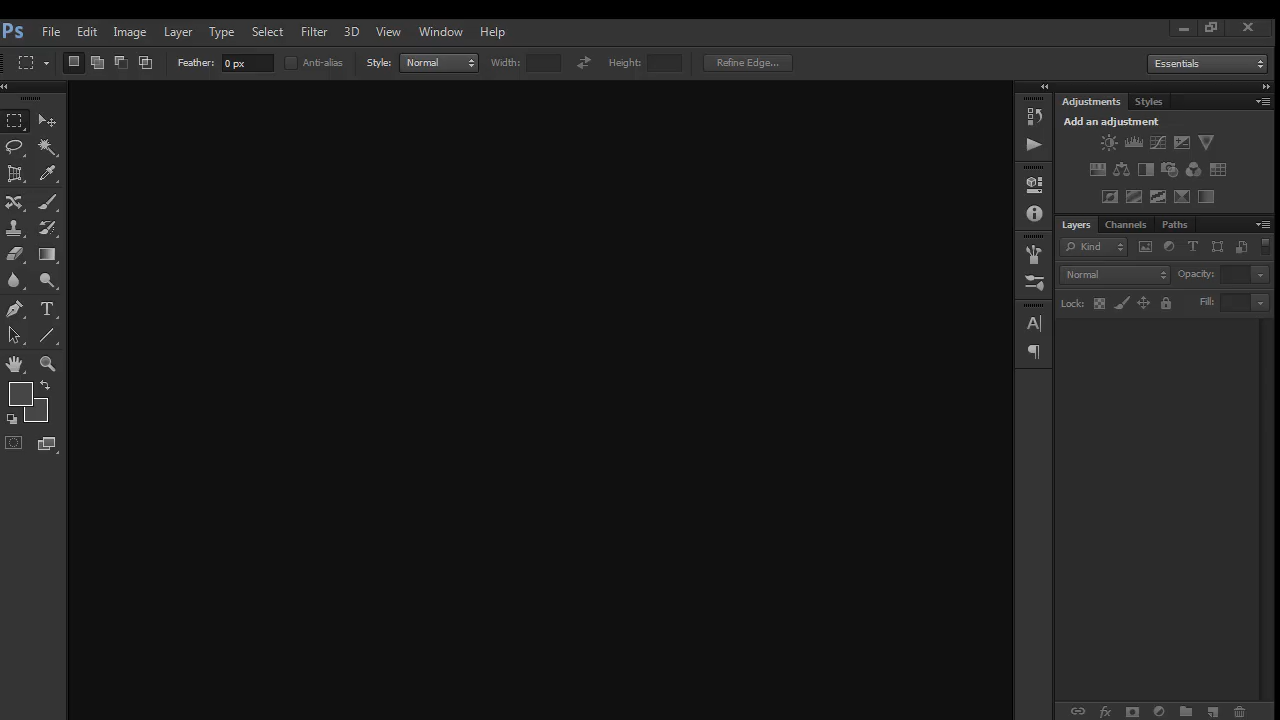 Ps File Edit Image Layer Type Select Filter 3D View Window Help
Feather: 0 px Anti-alias Style: Normal Width: Height: Refine Edge... Essentials
Adjustments Styles
Add an adjustment
Layers Channels Paths
Kind
Normal Opacity:
Lock: Fill: